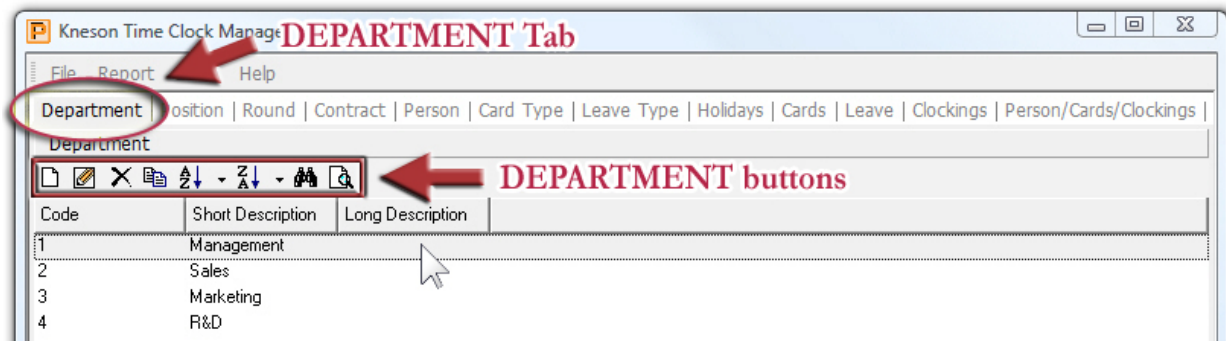 Kneson Time Clock Manage
DEPARTMENT Tab
File Report Help
Department | Position | Round | Contract | Person | Card Type | Leave Type | Holidays | Cards | Leave | Clockings | Person/Cards/Clockings |
Department
DEPARTMENT buttons
Code Short Description Long Description
1 Management
2 Sales
3 Marketing
4 R&D